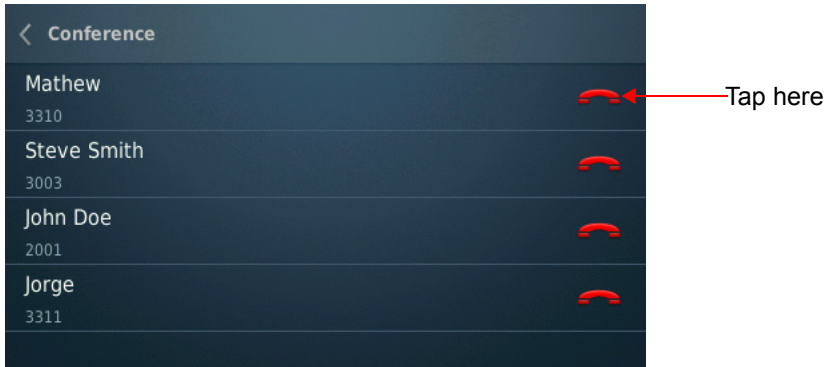 Conference
Mathew
3310
Tap here
Steve Smith
3003
John Doe
2001
Jorge
3311